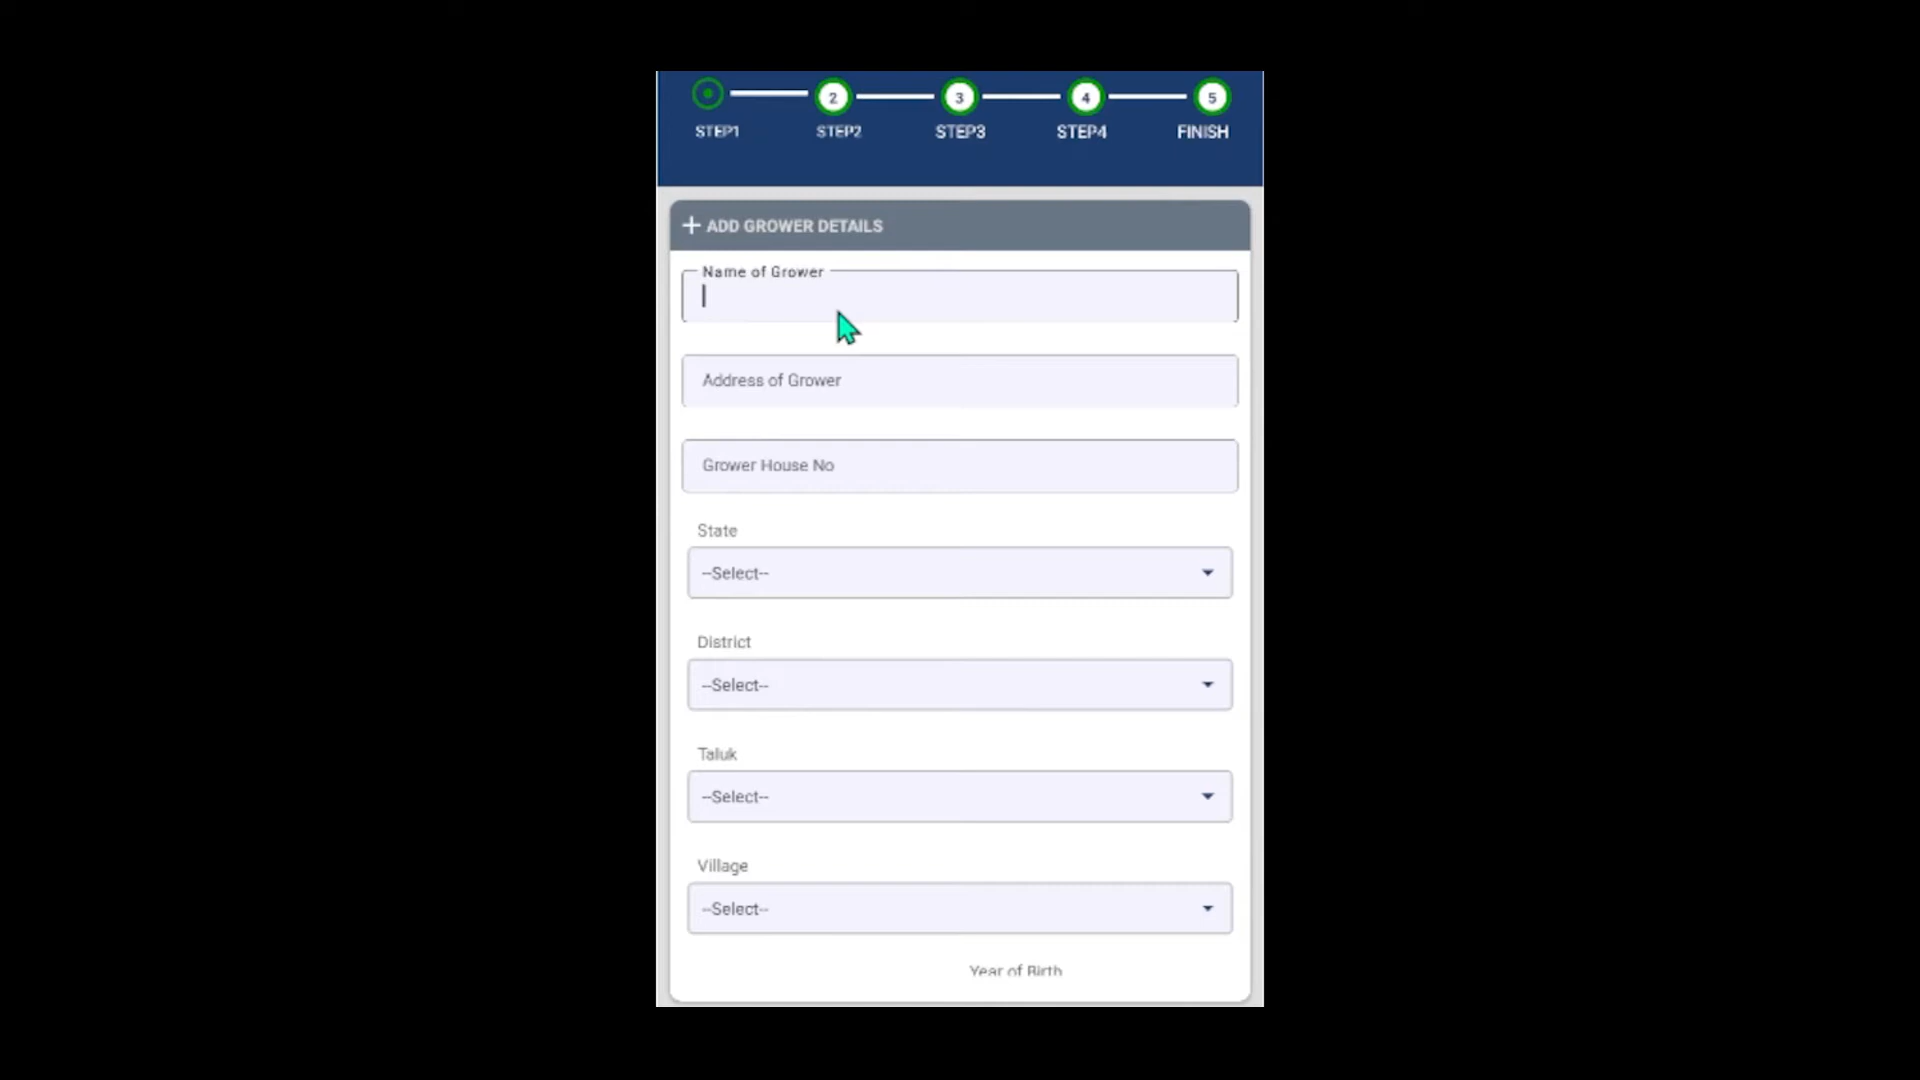 2 3 4 5
STEP1 STEP2 STEP3 STEP4 FINISH
+ ADD GROWER DETAILS
Name of Grower
Address of Grower
Grower House No
State
--Select--
District
--Select--
Taluk
--Select--
Village
--Select--
Year of Birth